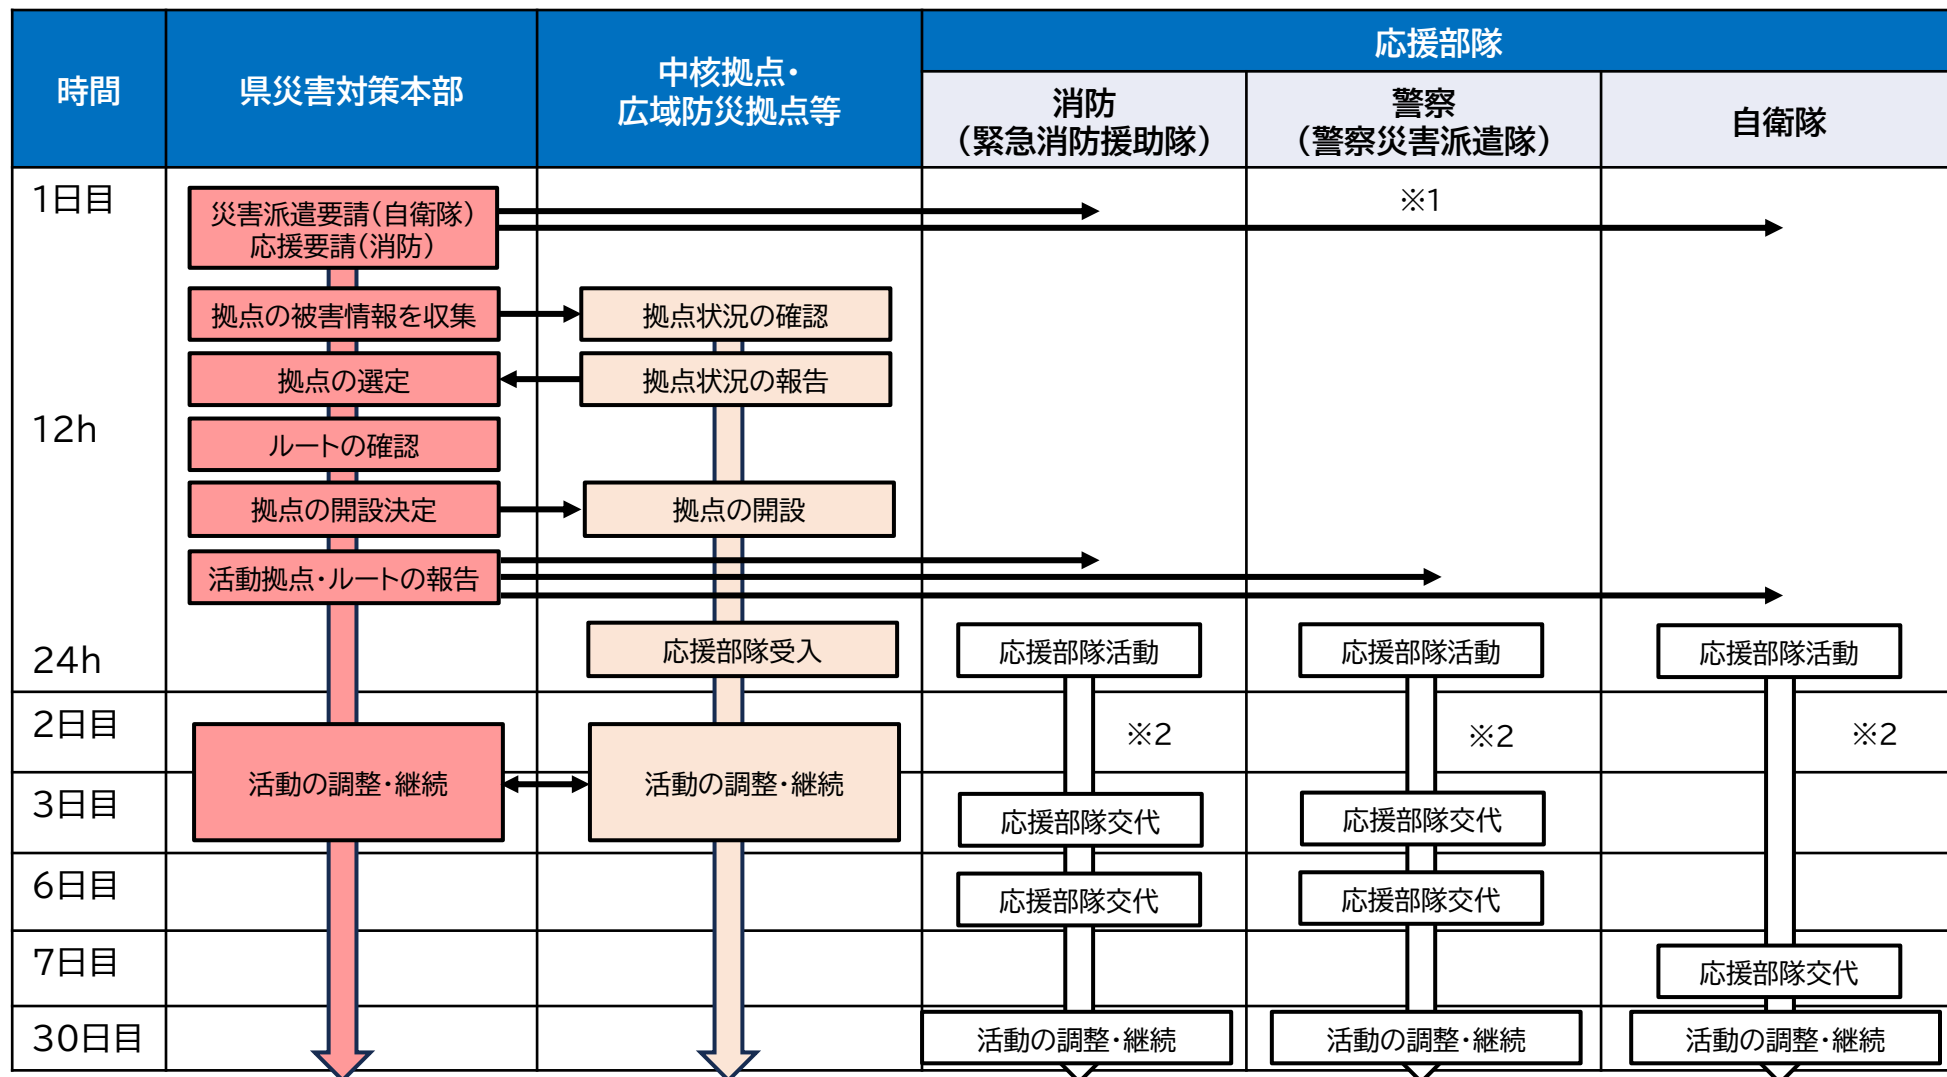 時間
県災害対策本部
中核拠点・
広域防災拠点等
応援部隊
消防
（緊急消防援助隊）
警察
（警察災害派遣隊）
自衛隊
1日目
災害派遣要請（自衛隊）
応援要請（消防）
※1
拠点の被害情報を収集
拠点状況の確認
拠点の選定
拠点状況の報告
12h
ルートの確認
拠点の開設決定
拠点の開設
活動拠点・ルートの報告
24h
応援部隊受入
応援部隊活動
応援部隊活動
応援部隊活動
2日目
※2
※2
※2
活動の調整・継続
活動の調整・継続
3日目
応援部隊交代
応援部隊交代
6日目
応援部隊交代
応援部隊交代
7日目
応援部隊交代
30日目
活動の調整・継続
活動の調整・継続
活動の調整・継続